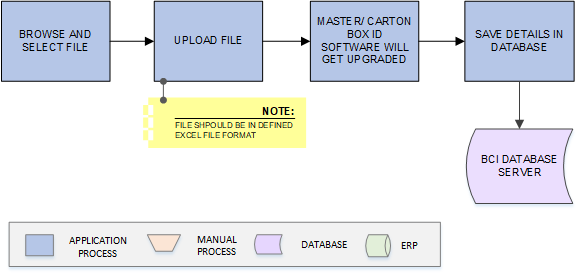 BROWSE AND
SELECT FILE
UPLOAD FILE
MASTER/ CARTON
BOX ID
SOFTWARE WILL
GET UPGRADED
SAVE DETAILS IN
DATABASE
NOTE:
FILE SHPOULD BE IN DEFINED
EXCEL FILE FORMAT
BCI DATABASE
SERVER
APPLICATION
PROCESS
MANUAL
PROCESS
DATABASE
ERP